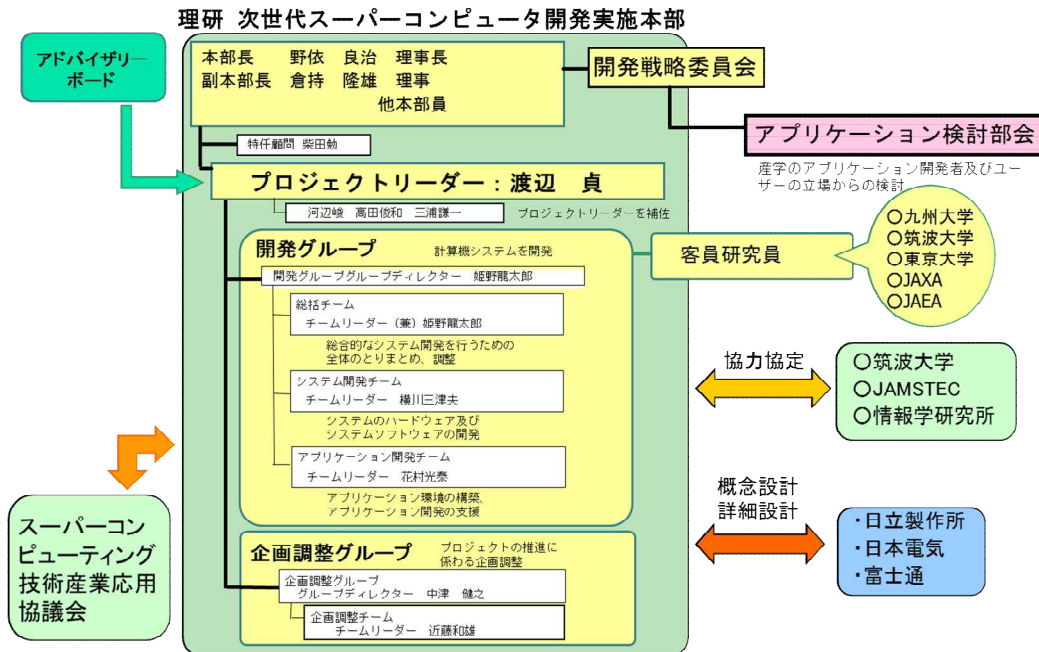 理研 次世代スーパーコンピュータ開発実施本部
アドバイザリー
ボード
本部長　　野依　良治　理事長
副本部長　倉持　隆雄　理事
他本部員
開発戦略委員会
特任顧問 柴田勉
アプリケーション検討部会
産学のアプリケーション開発者及びユー
ザーの立場からの検討
プロジェクトリーダー：渡辺　貞
河辺峻　高田俊和　三浦謙一
プロジェクトリーダーを補佐
開発グループ
計算機システムを開発
開発グループグループディレクター　姫野龍太郎
総括チーム
チームリーダー（兼）姫野龍太郎
総合的なシステム開発を行うための
全体のとりまとめ、調整
システム開発チーム
チームリーダー　横川三津夫
システムのハードウェア及び
システムソフトウェアの開発
アプリケーション開発チーム
チームリーダー　花村光泰
アプリケーション環境の構築、
アプリケーション開発の支援
客員研究員
○九州大学
○筑波大学
○東京大学
○JAXA
○JAEA
協力協定
○筑波大学
○JAMSTEC
○情報学研究所
概念設計
詳細設計
・日立製作所
・日本電気
・富士通
スーパーコン
ピューティング
技術産業応用
協議会
企画調整グループ
プロジェクトの推進に
係わる企画調整
企画調整グループ
グループディレクター　中津　健之
企画調整チーム
チームリーダー　近藤和雄